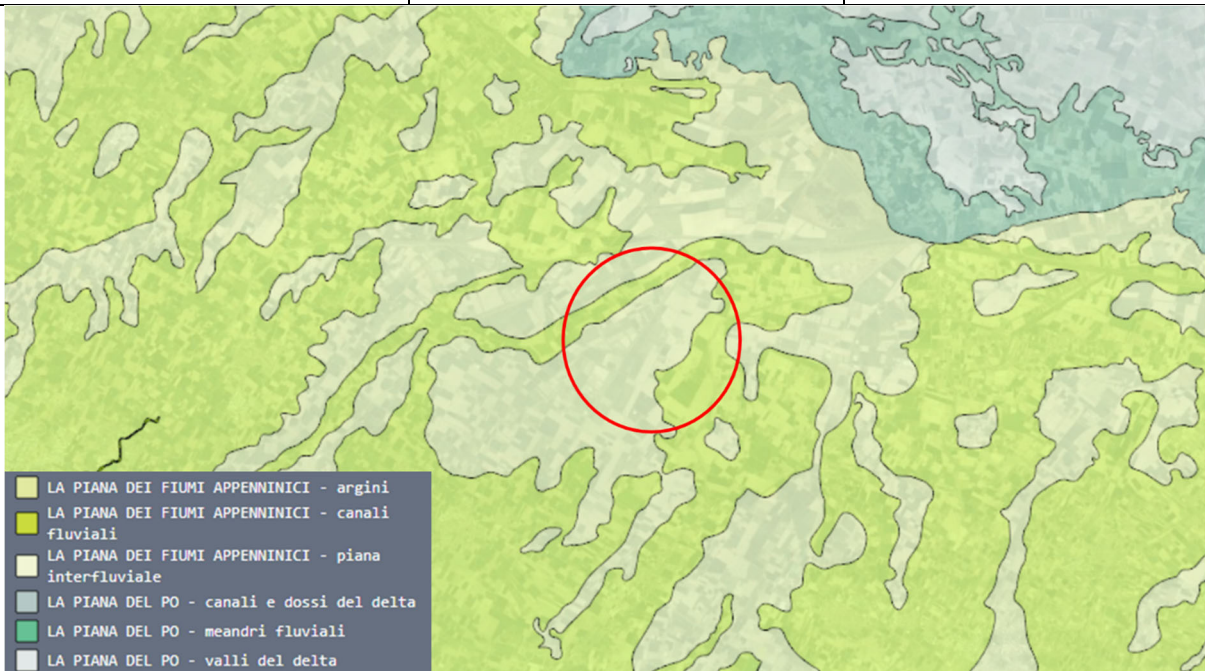 LA PIANA DEI FIUMI APPENNINICI - argini
LA PIANA DEI FIUMI APPENNINICI - canali
fluviali
LA PIANA DEI FIUMI APPENNINICI - piana
interfluviale
LA PIANA DEL PO - canali e dossi del delta
LA PIANA DEL PO - meandri fluviali
LA PIANA DEL PO - valli del delta